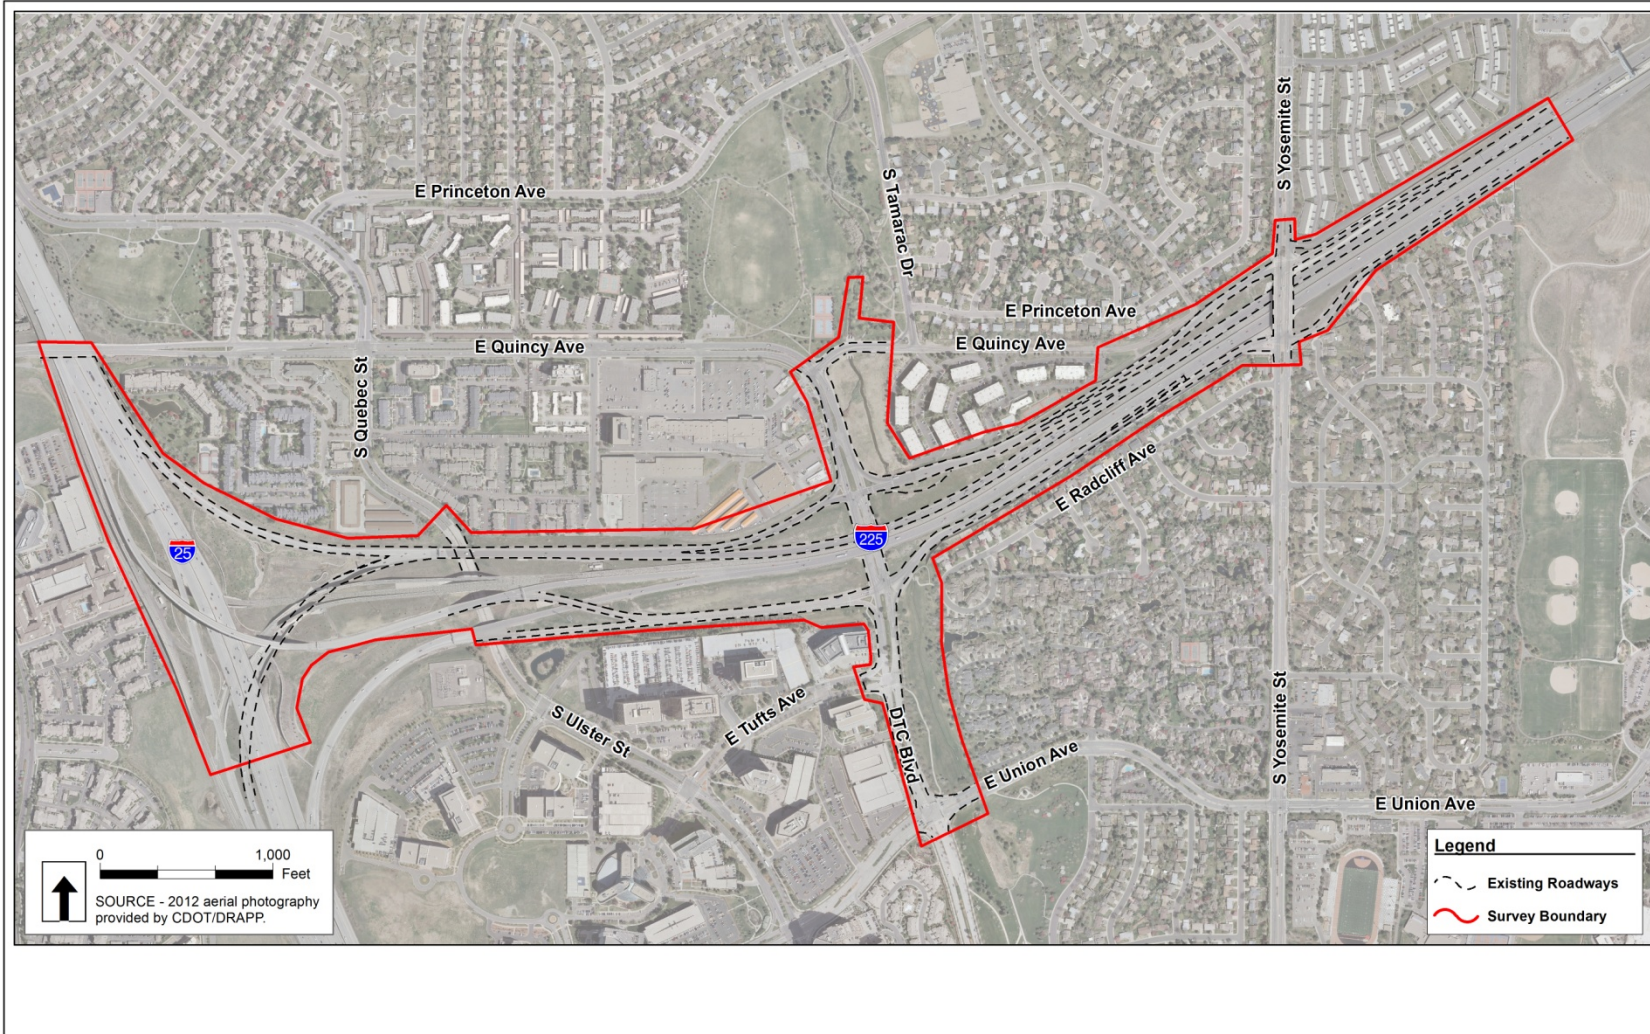 S Yosemite St
E Princeton Ave
S Tamarac Dr
E Princeton Ave
E Quincy Ave
E Quincy Ave
S Quebec St
E Radcliff Ave
25
225
S Ulster St
E Tufts Ave
DTC Blvd
E Union Ave
S Yosemite St
E Union Ave
0 1,000
Feet
SOURCE - 2012 aerial photography
provided by CDOT/DRAPP.
Legend
Existing Roadways
Survey Boundary